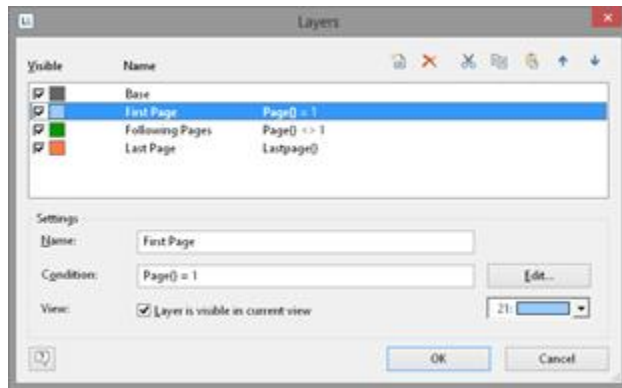 Layers
Visible Name
Base
First Page Page() = 1
Following Pages Page() <> 1
Last Page Lastpage()
Settings
Name: First Page
Condition: Page() = 1 Edit...
View: Layer is visible in current view 21:
OK Cancel